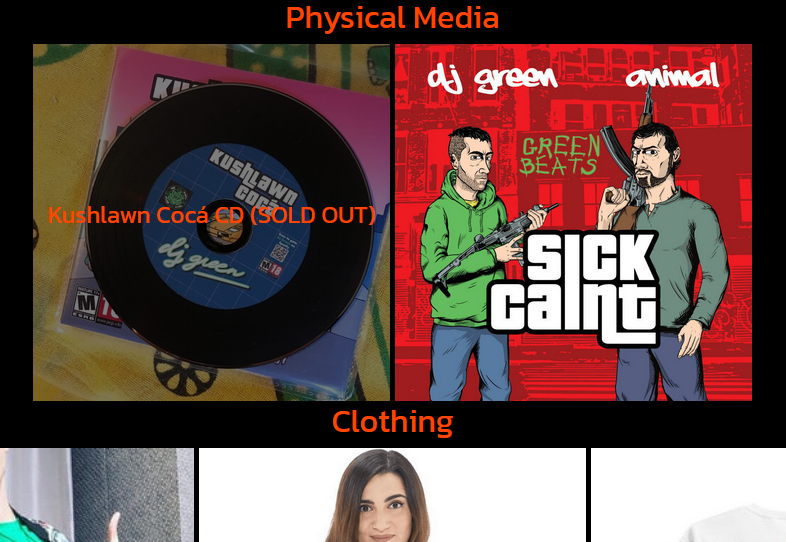 Physical Media
Kushlawn Cocá CD (SOLD OUT)
KUSHLAWN
COCÁ
dj green
M
18
M
dj green
animal
GREEN
BEATS
SICK
CAINT
Clothing